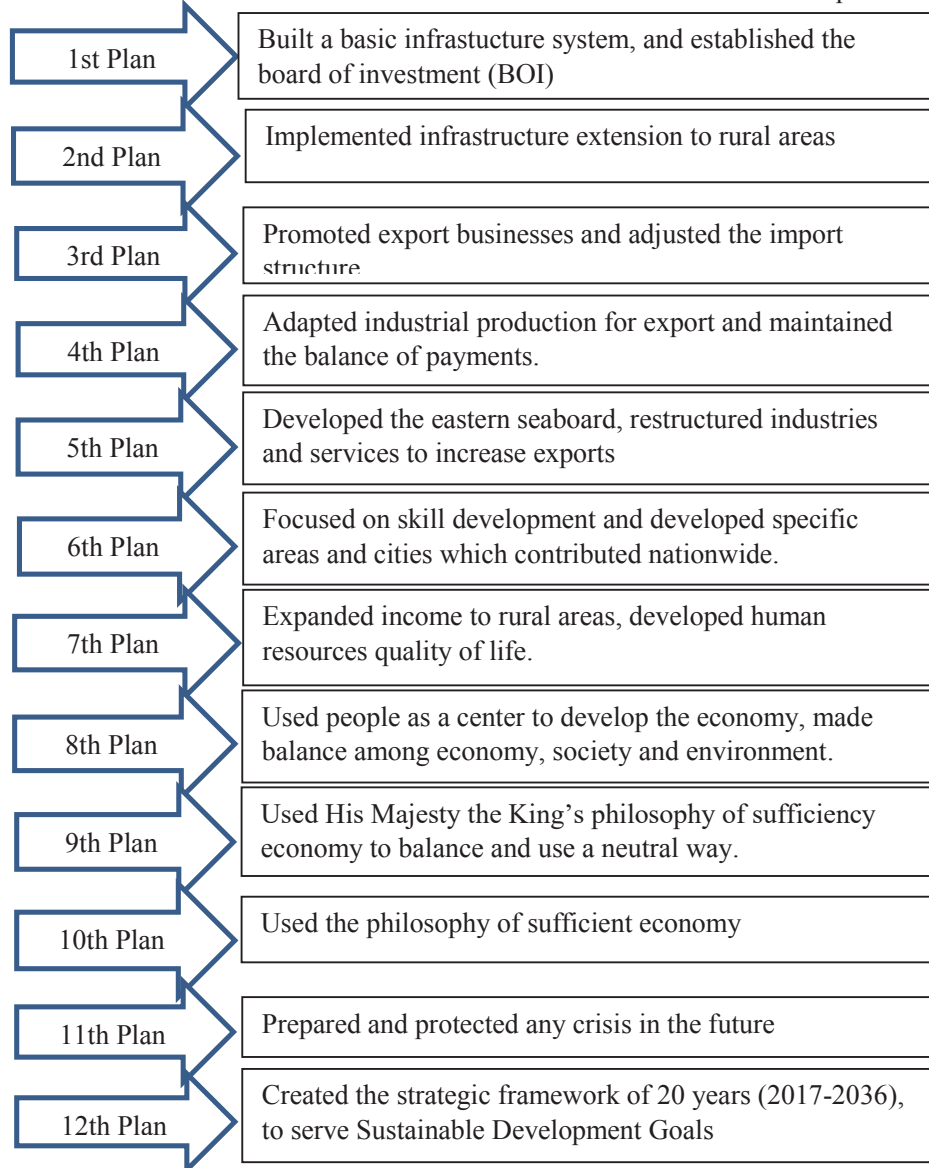 1st Plan
Built a basic infrastucture system, and established the
board of investment (BOI)
2nd Plan
Implemented infrastructure extension to rural areas
3rd Plan
Promoted export businesses and adjusted the import
structure
4th Plan
Adapted industrial production for export and maintained
the balance of payments.
5th Plan
Developed the eastern seaboard, restructured industries
and services to increase exports
6th Plan
Focused on skill development and developed specific
areas and cities which contributed nationwide.
7th Plan
Expanded income to rural areas, developed human
resources quality of life.
8th Plan
Used people as a center to develop the economy, made
balance among economy, society and environment.
9th Plan
Used His Majesty the King’s philosophy of sufficiency
economy to balance and use a neutral way.
10th Plan
Used the philosophy of sufficient economy
11th Plan
Prepared and protected any crisis in the future
12th Plan
Created the strategic framework of 20 years (2017-2036),
to serve Sustainable Development Goals